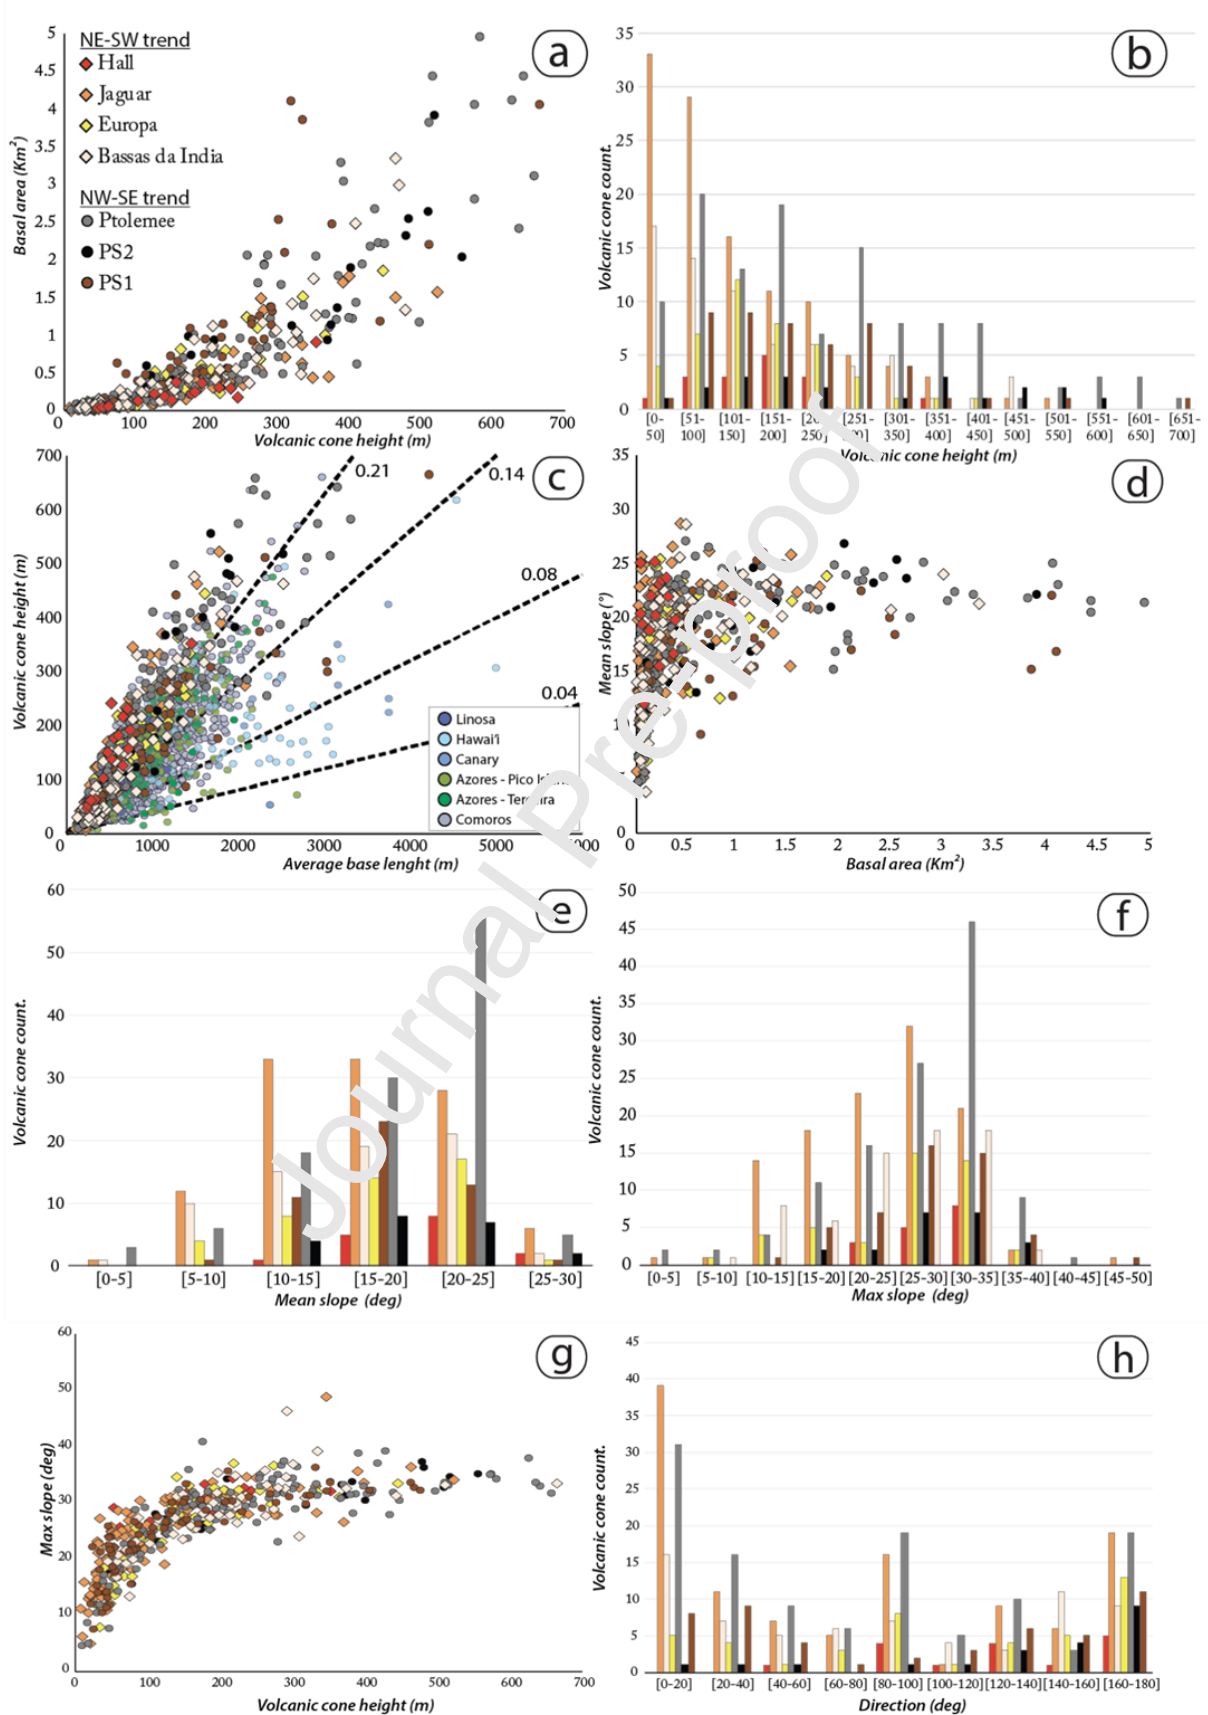 a
5
4.5
4
3.5
3
2.5
2
1.5
1
0.5
0
Basal area (Km²)
NE-SW trend
Hall
Jaguar
Europa
Bassas da India
NW-SE trend
Ptolemee
PS2
PS1
0 100 200 300 400 500 600 700
Volcanic cone height (m)
b
35
30
25
20
15
10
5
0
Volcanic cone count.
[0-50] [51-100] [101-150] [151-200] [301-350] [351-400] [401-450] [451-500] [501-550] [551-600] [601-650] [651-700]
Volcanic cone height (m)
c
700
600
500
400
300
200
100
0
Volcanic cone height (m)
0.21
0.14
0.08
0.04
Linosa
Hawai'i
Canary
Azores - Pico
Azores -
Comoros
0 1000 2000 3000 4000 5000
Average base lenght (m)
d
35
30
25
20
15
0
Mean slope (°)
0.5 1 1.5 2 2.5 3 3.5 4 4.5 5
Basal area (Km²)
e
60
50
40
30
20
10
0
Volcanic cone count.
[0-5] [5-10] [10-15] [15-20] [20-25] [25-30]
Mean slope (deg)
f
50
45
40
35
30
25
20
15
10
5
0
Volcanic cone count.
[0-5] [5-10] [10-15] [15-20] [20-25] [25-30] [30-35] [35-40] [40-45] [45-50]
Max slope (deg)
g
60
50
40
30
20
10
0
Max slope (deg)
0 100 200 300 400 500 600 700
Volcanic cone height (m)
h
45
40
35
30
25
20
15
10
5
0
Volcanic cone count.
[0-20] [20-40] [40-60] [60-80] [80-100] [100-120] [120-140] [140-160] [160-180]
Direction (deg)
Journal Pre-proof